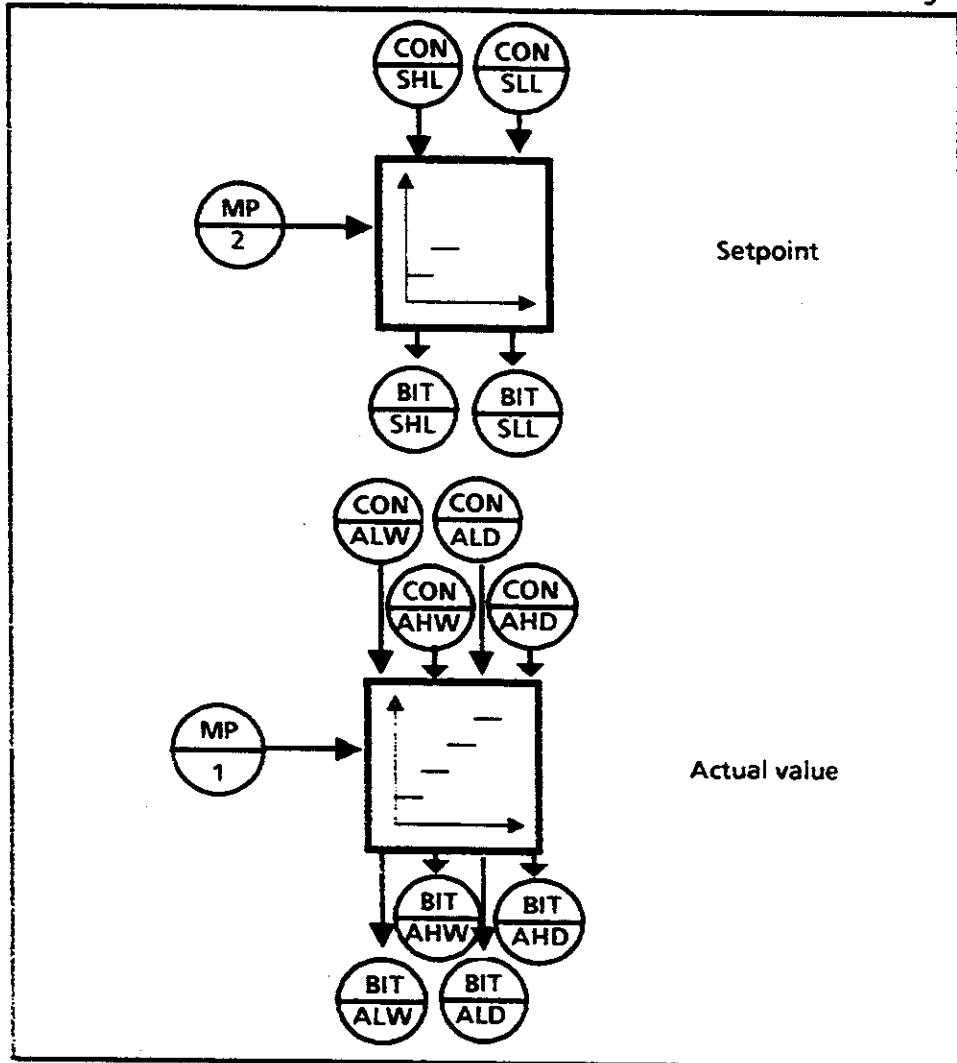 CON CON
SHL SLL
MP
2
Setpoint
BIT BIT
SHL SLL
CON CON
ALW ALD
CON CON
AHW AHD
MP
1
Actual value
BIT BIT
AHW AHD
BIT BIT
ALW ALD